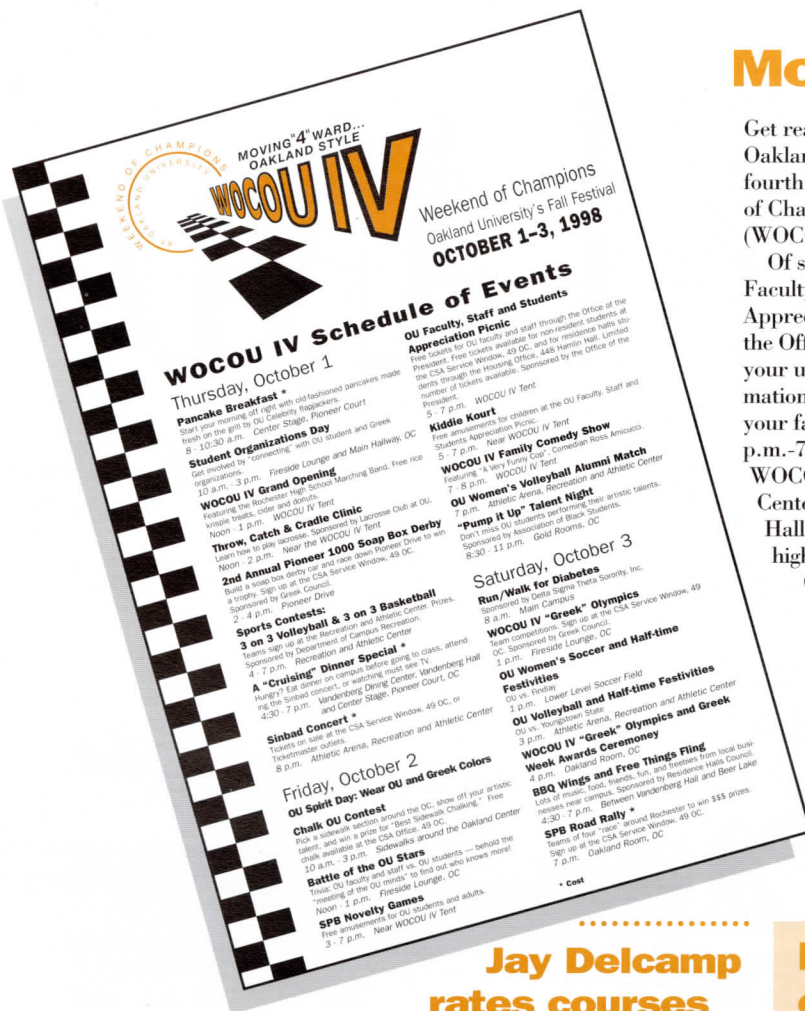 WEEKEND OF CHAMPIONS
AT OAKLAND UNIVERSITY
MOVING "4" WARD...
OAKLAND STYLE
WOCOU IV
Weekend of Champions
Oakland University's Fall Festival
OCTOBER 1–3, 1998
WOCOU IV Schedule of Events
Thursday, October 1
Pancake Breakfast *
Start your morning off right with old-fashioned pancakes made
fresh on the grill by OU Celebrity flapjackers.
8 - 10:30 a.m. Center Stage, Pioneer Court
Student Organizations Day
Get involved by "connecting" with OU student and Greek
organizations.
10 a.m. - 3 p.m. Fireside Lounge and Main Hallway, OC
WOCOU IV Grand Opening
Featuring the Rochester High School Marching Band. Free rice
krispie treats, cider and donuts.
Noon - 1 p.m. WOCOU IV Tent
Throw, Catch & Cradle Clinic
Learn how to play lacrosse. Sponsored by Lacrosse Club at OU.
Noon - 2 p.m. Near the WOCOU IV Tent
2nd Annual Pioneer 1000 Soap Box Derby
Build a soap box derby car and race down Pioneer Drive to win
a trophy. Sign up at the CSA Service Window, 49 OC.
Sponsored by Greek Council.
2 - 4 p.m. Pioneer Drive
Sports Contests:
3 on 3 Volleyball & 3 on 3 Basketball
Teams sign up at the Recreation and Athletic Center. Prizes.
Sponsored by Department of Campus Recreation.
4 - 7 p.m. Recreation and Athletic Center
A "Cruising" Dinner Special *
Hungry? Eat dinner on campus before going to class, attend-
ing the Sinbad concert, or watching must see TV.
4:30 - 7 p.m. Vandenberg Dining Center, Vandenberg Hall
and Center Stage, Pioneer Court, OC
Sinbad Concert *
Tickets on sale at the CSA Service Window, 49 OC, or
Ticketmaster outlets.
8 p.m. Athletic Arena, Recreation and Athletic Center
Friday, October 2
OU Spirit Day: Wear OU and Greek Colors
Chalk OU Contest
Pick a sidewalk section around the OC, show off your artistic
talent, and win a prize for "Best Sidewalk Chalking." Free
chalk available at the CSA Office, 49 OC.
10 a.m. - 3 p.m. Sidewalks around the Oakland Center
Battle of the OU Stars
Trivia: OU faculty and staff vs. OU students — behold the
"meeting of the OU minds" to find out who knows more!
Noon - 1 p.m. Fireside Lounge, OC
SPB Novelty Games
Free amusements for OU students and adults.
3 - 7 p.m. Near WOCOU IV Tent
OU Faculty, Staff and Students
Appreciation Picnic
Free tickets for OU faculty and staff through the Office of the
President. Free tickets available for non-resident students at
the CSA Service Window, 49 OC, and for residence halls stu-
dents through the Housing Office, 448 Hamlin Hall. Limited
number of tickets available. Sponsored by the Office of the
President.
5 - 7 p.m. WOCOU IV Tent
Kiddie Kourt
Free amusements for children at the OU Faculty, Staff and
Students Appreciation Picnic.
5 - 7 p.m. Near WOCOU IV Tent
WOCOU IV Family Comedy Show
Featuring "A Very Funny Cop", Comedian Ross Amicucci.
7 - 8 p.m. WOCOU IV Tent
OU Women's Volleyball Alumni Match
7 p.m. Athletic Arena, Recreation and Athletic Center
"Pump it Up" Talent Night
Don't miss OU students performing their artistic talents.
Sponsored by Association of Black Students.
8:30 - 11 p.m. Gold Rooms, OC
Saturday, October 3
Run/Walk for Diabetes
Sponsored by Delta Sigma Theta Sorority, Inc.
8 a.m. Main Campus
WOCOU IV "Greek" Olympics
Team competitions. Sign up at the CSA Service Window, 49
OC. Sponsored by Greek Council.
1 p.m. Fireside Lounge, OC
OU Women's Soccer and Half-time
Festivities
OU vs. Findlay
1 p.m. Lower Level Soccer Field
OU Volleyball and Half-time Festivities
OU vs. Youngstown State
3 p.m. Athletic Arena, Recreation and Athletic Center
WOCOU IV "Greek" Olympics and Greek
Week Awards Ceremoney
4 p.m. Oakland Room, OC
BBQ Wings and Free Things Fling
Lots of music, food, friends, fun, and freebies from local busi-
nesses near campus. Sponsored by Residence Halls Council.
4:30 - 7 p.m. Between Vandenberg Hall and Beer Lake
SPB Road Rally *
Teams of four "race" around Rochester to win $$$ prizes.
Sign up at the CSA Service Window, 49 OC.
7 p.m. Oakland Room, OC
* Cost
Mo
Get rea
Oaklan
fourth
of Cha
(WOC
Of s
Faculty
Apprec
the Off
your u
mation
your fa
p.m.-7
WOCO
Cente
Hall
high
Jay Delcamp
rates courses